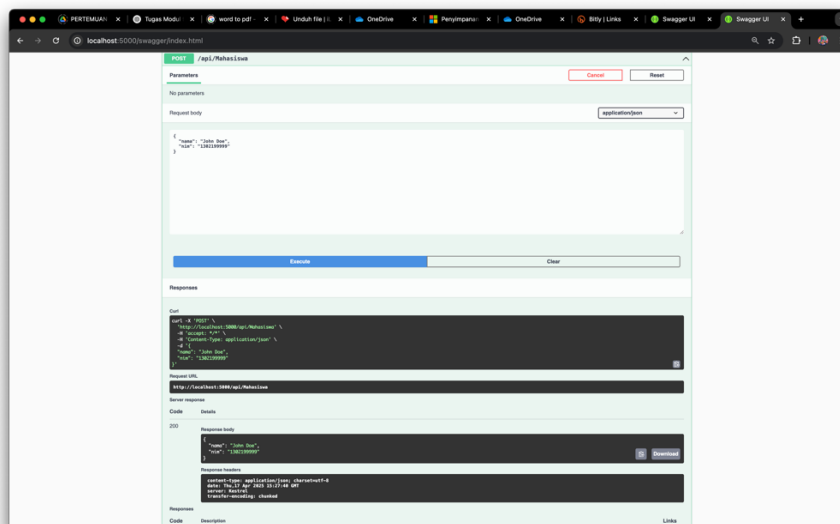 PERTEMUAN
Tugas Modul
word to pdf -
Unduh file | iL
OneDrive
Penyimpanan
OneDrive
Bitly | Links
Swagger UI
Swagger UI
localhost:5000/swagger/index.html
POST /api/Mahasiswa
Parameters
Cancel
Reset
No parameters
Request body
application/json
{
"nama": "John Doe",
"nim": "1302199999"
}
Execute
Clear
Responses
Curl
curl -X 'POST' \
'http://localhost:5000/api/Mahasiswa' \
-H 'accept: */*' \
-H 'Content-Type: application/json' \
-d '{
"nama": "John Doe",
"nim": "1302199999"
}'
Request URL
http://localhost:5000/api/Mahasiswa
Server response
Code Details
200
Response body
{
"nama": "John Doe",
"nim": "1302199999"
}
Download
Response headers
content-type: application/json; charset=utf-8
date: Thu,17 Apr 2025 15:27:40 GMT
server: Kestrel
transfer-encoding: chunked
Responses
Code Description Links